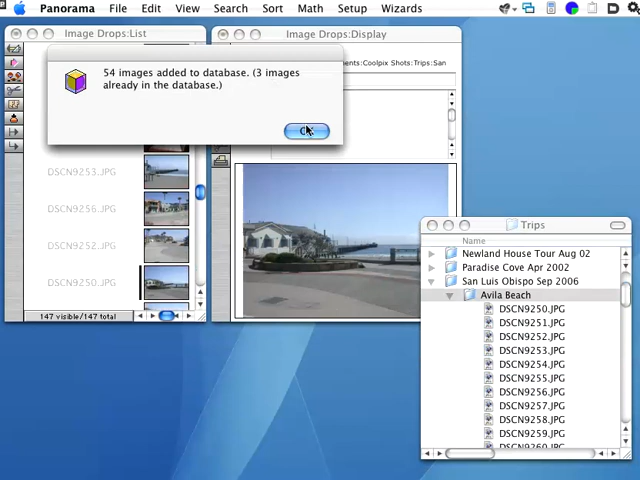 Panorama File Edit View Search Sort Math Setup Wizards
Image Drops:List
Image Drops:Display
54 images added to database. (3 images
already in the database.)
ents:Coolpix Shots:Trips:San
DSCN9253.JPG
DSCN9256.JPG
DSCN9252.JPG
DSCN9250.JPG
147 visible/147 total
Trips
Name
Newland House Tour Aug 02
Paradise Cove Apr 2002
San Luis Obispo Sep 2006
Avila Beach
DSCN9250.JPG
DSCN9251.JPG
DSCN9252.JPG
DSCN9253.JPG
DSCN9254.JPG
DSCN9255.JPG
DSCN9256.JPG
DSCN9257.JPG
DSCN9258.JPG
DSCN9259.JPG
DSCN9260.JPG